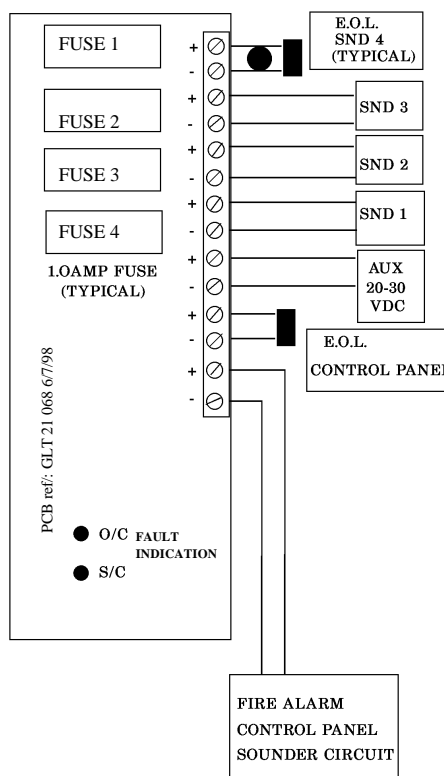 FUSE 1
FUSE 2
FUSE 3
FUSE 4
1.OAMP FUSE
(TYPICAL)
+
-
+
-
+
-
+
-
+
-
+
-
+
-
E.O.L.
SND 4
(TYPICAL)
SND 3
SND 2
SND 1
AUX
20-30
VDC
E.O.L.
CONTROL PANEL
PCB ref/: GLT 21 068 6/7/98
O/C FAULT
INDICATION
S/C
FIRE ALARM
CONTROL PANEL
SOUNDER CIRCUIT